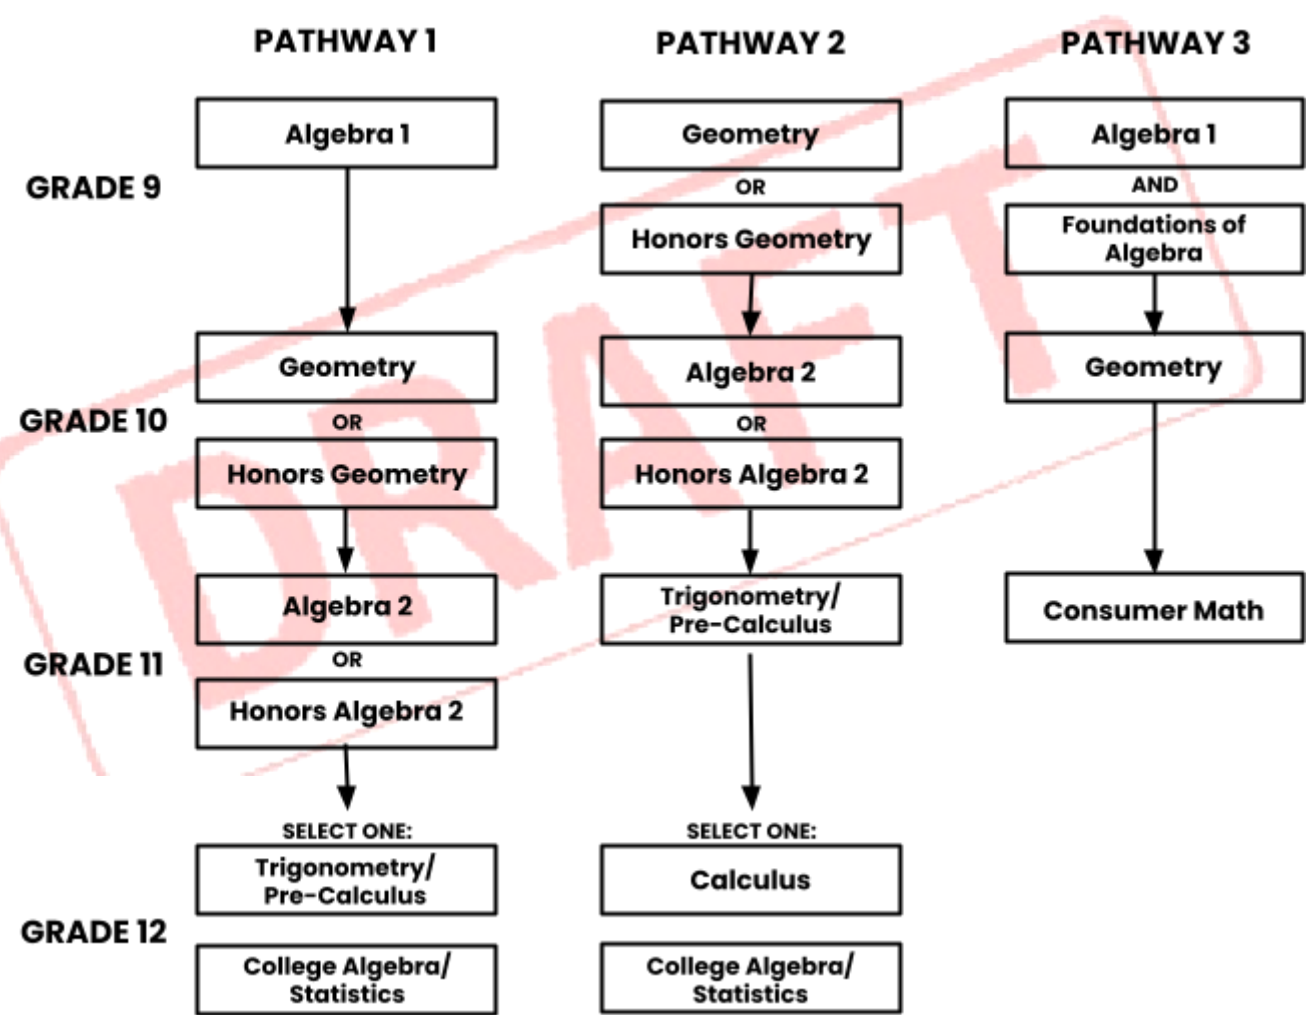 PATHWAY 1
PATHWAY 2
PATHWAY 3
GRADE 9
Algebra 1
Geometry
OR
Honors Geometry
Algebra 1
AND
Foundations of
Algebra
GRADE 10
Geometry
OR
Honors Geometry
Algebra 2
OR
Honors Algebra 2
Geometry
GRADE 11
Algebra 2
OR
Honors Algebra 2
Trigonometry/
Pre-Calculus
Consumer Math
GRADE 12
SELECT ONE:
Trigonometry/
Pre-Calculus
College Algebra/
Statistics
SELECT ONE:
Calculus
College Algebra/
Statistics
DRAFT